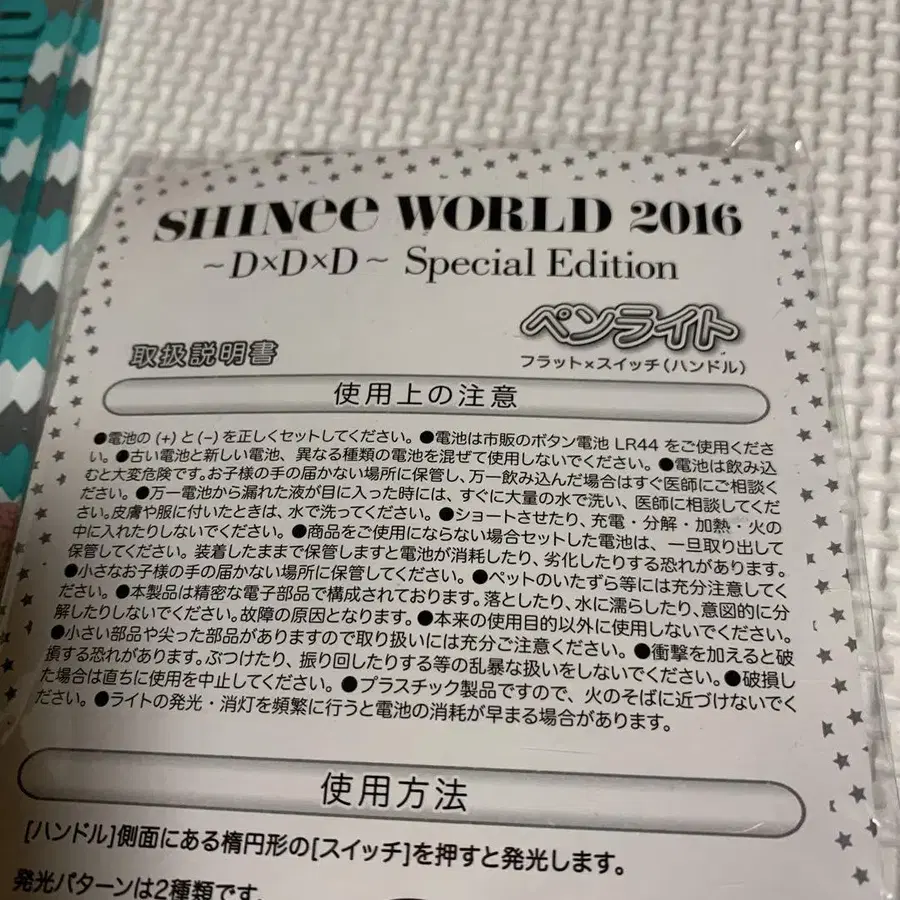 SHINee WORLD 2016
~D×D×D~ Special Edition
ペンライト
取扱説明書
フラット×スイッチ(ハンドル)
使用上の注意
●電池の (+) と (−) を正しくセットしてください。 ●電池は市販のボタン電池 LR44 をご使用くださ
い。 ●古い電池と新しい電池、異なる種類の電池を混ぜて使用しないでください。 ●電池は飲み込
むと大変危険です。お子様の手の届かない場所に保管し、万一飲み込んだ場合はすぐ医師にご相談く
ださい。 ●万一電池から漏れた液が目に入った時には、すぐに大量の水で洗い、医師に相談してくだ
さい。皮膚や服に付いたときは、水で洗ってください。 ●ショートさせたり、充電・分解・加熱・火の
中に入れたりしないでください。 ●商品をご使用にならない場合セットした電池は、一旦取り出して
保管してください。装着したままで保管しますと電池が消耗したり、劣化したりする恐れがあります。
●小さなお子様の手の届かない場所に保管してください。 ●ペットのいたずら等には充分注意してく
ださい。 ●本製品は精密な電子部品で構成されております。落としたり、水に濡らしたり、意図的に分
解したりしないでください。故障の原因となります。 ●本来の使用目的以外に使用しないでください。
●小さい部品や尖った部品がありますので取り扱いには充分ご注意ください。 ●衝撃を加えると破
損する恐れがあります。ぶつけたり、振り回したりする等の乱暴な扱いをしないでください。 ●破損し
た場合は直ちに使用を中止してください。 ●プラスチック製品ですので、火のそばに近づけないでく
ださい。 ●ライトの発光・消灯を頻繁に行うと電池の消耗が早まる場合があります。
使用方法
[ハンドル]側面にある楕円形の[スイッチ]を押すと発光します。
発光パターンは2種類です。